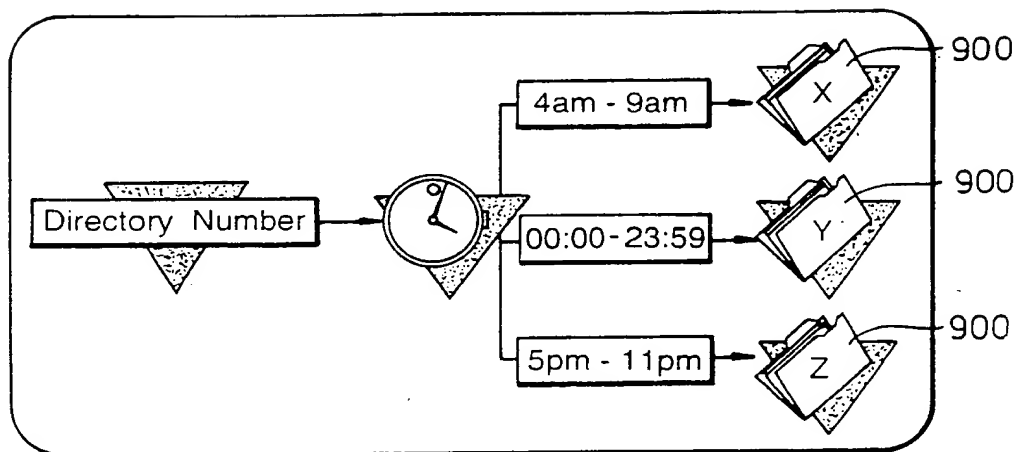 900
4am - 9am
X
900
Directory Number
00:00 - 23:59
Y
900
5pm - 11pm
Z